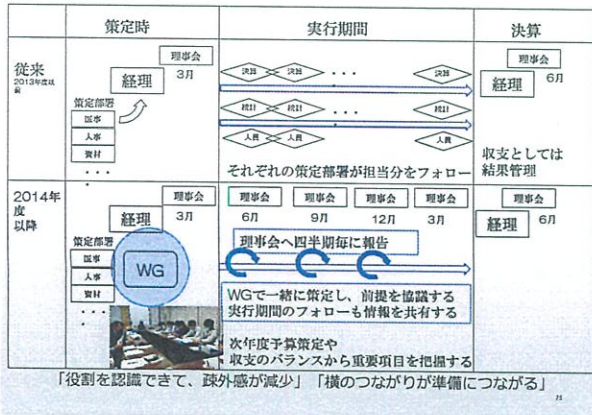 策定時
実行期間
決算
従来
2013年度以
前
理事会
3月
経理
策定部署
医事
人事
資材
・
・
・
決算 決算 ・・・ 決算
統計 統計 ・・・ 統計
人員 人員 人員
それぞれの策定部署が担当分をフォロー
理事会
経理 6月
収支としては
結果管理
2014年
度
以降
理事会
経理 3月
策定部署
医事
人事
資材
・
・
・
WG
理事会 理事会 理事会 理事会
6月 9月 12月 3月
理事会へ四半期毎に報告
WGで一緒に策定し、前提を協議する
実行期間のフォローも情報を共有する
次年度予算策定や
収支のバランスから重要項目を把握する
理事会
経理 6月
「役割を認識できて、疎外感が減少」「横のつながりが準備につながる」